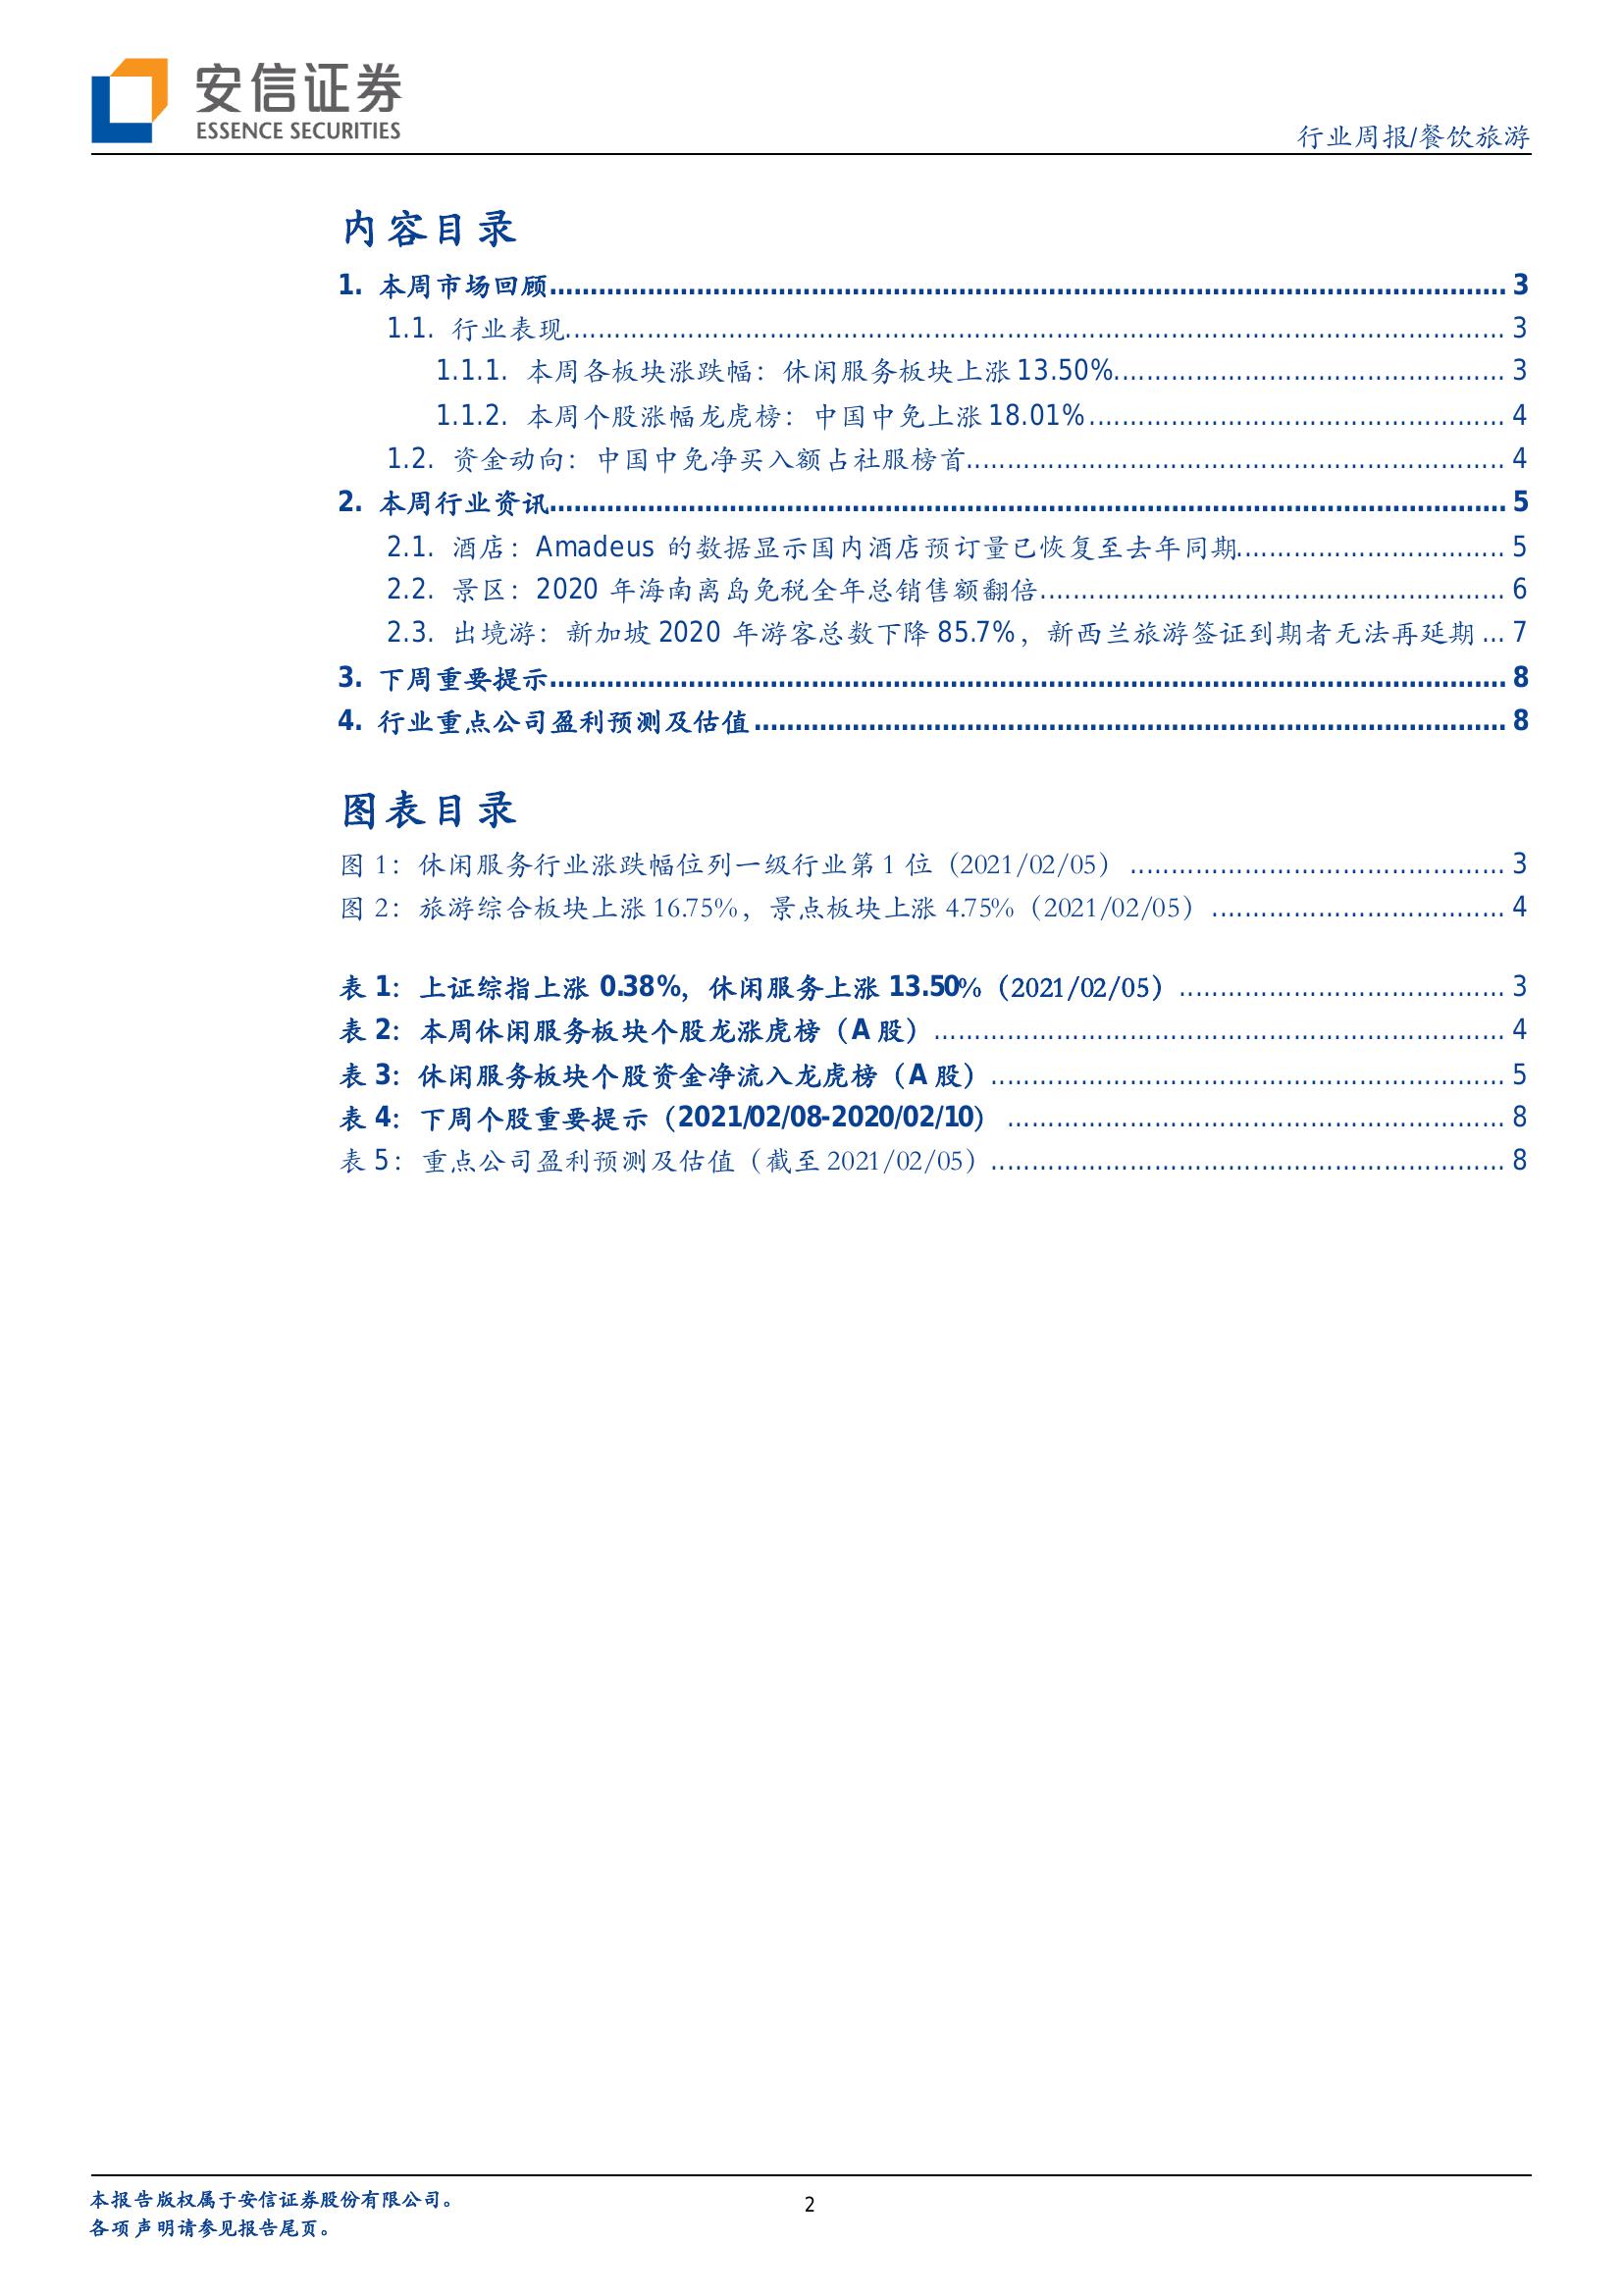 安信证券
ESSENCE SECURITIES
行业周报/餐饮旅游
内容目录
1. 本周市场回顾 3
1.1. 行业表现 3
1.1.1. 本周各板块涨跌幅：休闲服务板块上涨 13.50% 3
1.1.2. 本周个股涨幅龙虎榜：中国中免上涨 18.01% 4
1.2. 资金动向：中国中免净买入额占社服榜首 4
2. 本周行业资讯 5
2.1. 酒店：Amadeus 的数据显示国内酒店预订量已恢复至去年同期 5
2.2. 景区：2020 年海南离岛免税全年总销售额翻倍 6
2.3. 出境游：新加坡 2020 年游客总数下降 85.7%，新西兰旅游签证到期者无法再延期 ... 7
3. 下周重要提示 8
4. 行业重点公司盈利预测及估值 8
图表目录
图 1：休闲服务行业涨跌幅位列一级行业第 1 位（2021/02/05） 3
图 2：旅游综合板块上涨 16.75%，景点板块上涨 4.75%（2021/02/05） 4
表 1：上证综指上涨 0.38%，休闲服务上涨 13.50%（2021/02/05） 3
表 2：本周休闲服务板块个股龙涨虎榜（A 股） 4
表 3：休闲服务板块个股资金净流入龙虎榜（A 股） 5
表 4：下周个股重要提示（2021/02/08-2020/02/10） 8
表 5：重点公司盈利预测及估值（截至 2021/02/05） 8
本报告版权属于安信证券股份有限公司。
各项声明请参见报告尾页。
2